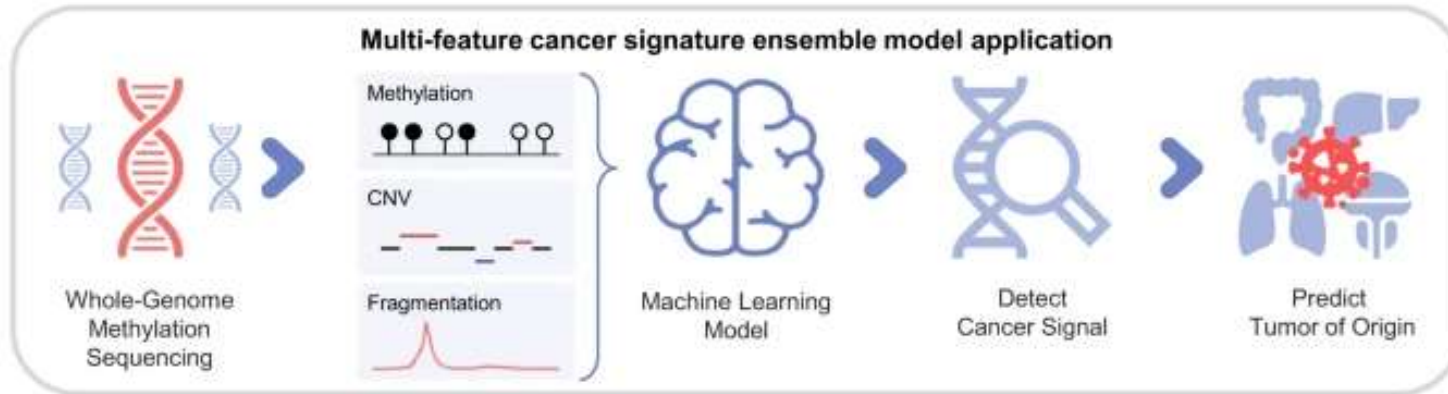 Multi-feature cancer signature ensemble model application
Whole-Genome
Methylation
Sequencing
Methylation
CNV
Fragmentation
Machine Learning
Model
Detect
Cancer Signal
Predict
Tumor of Origin